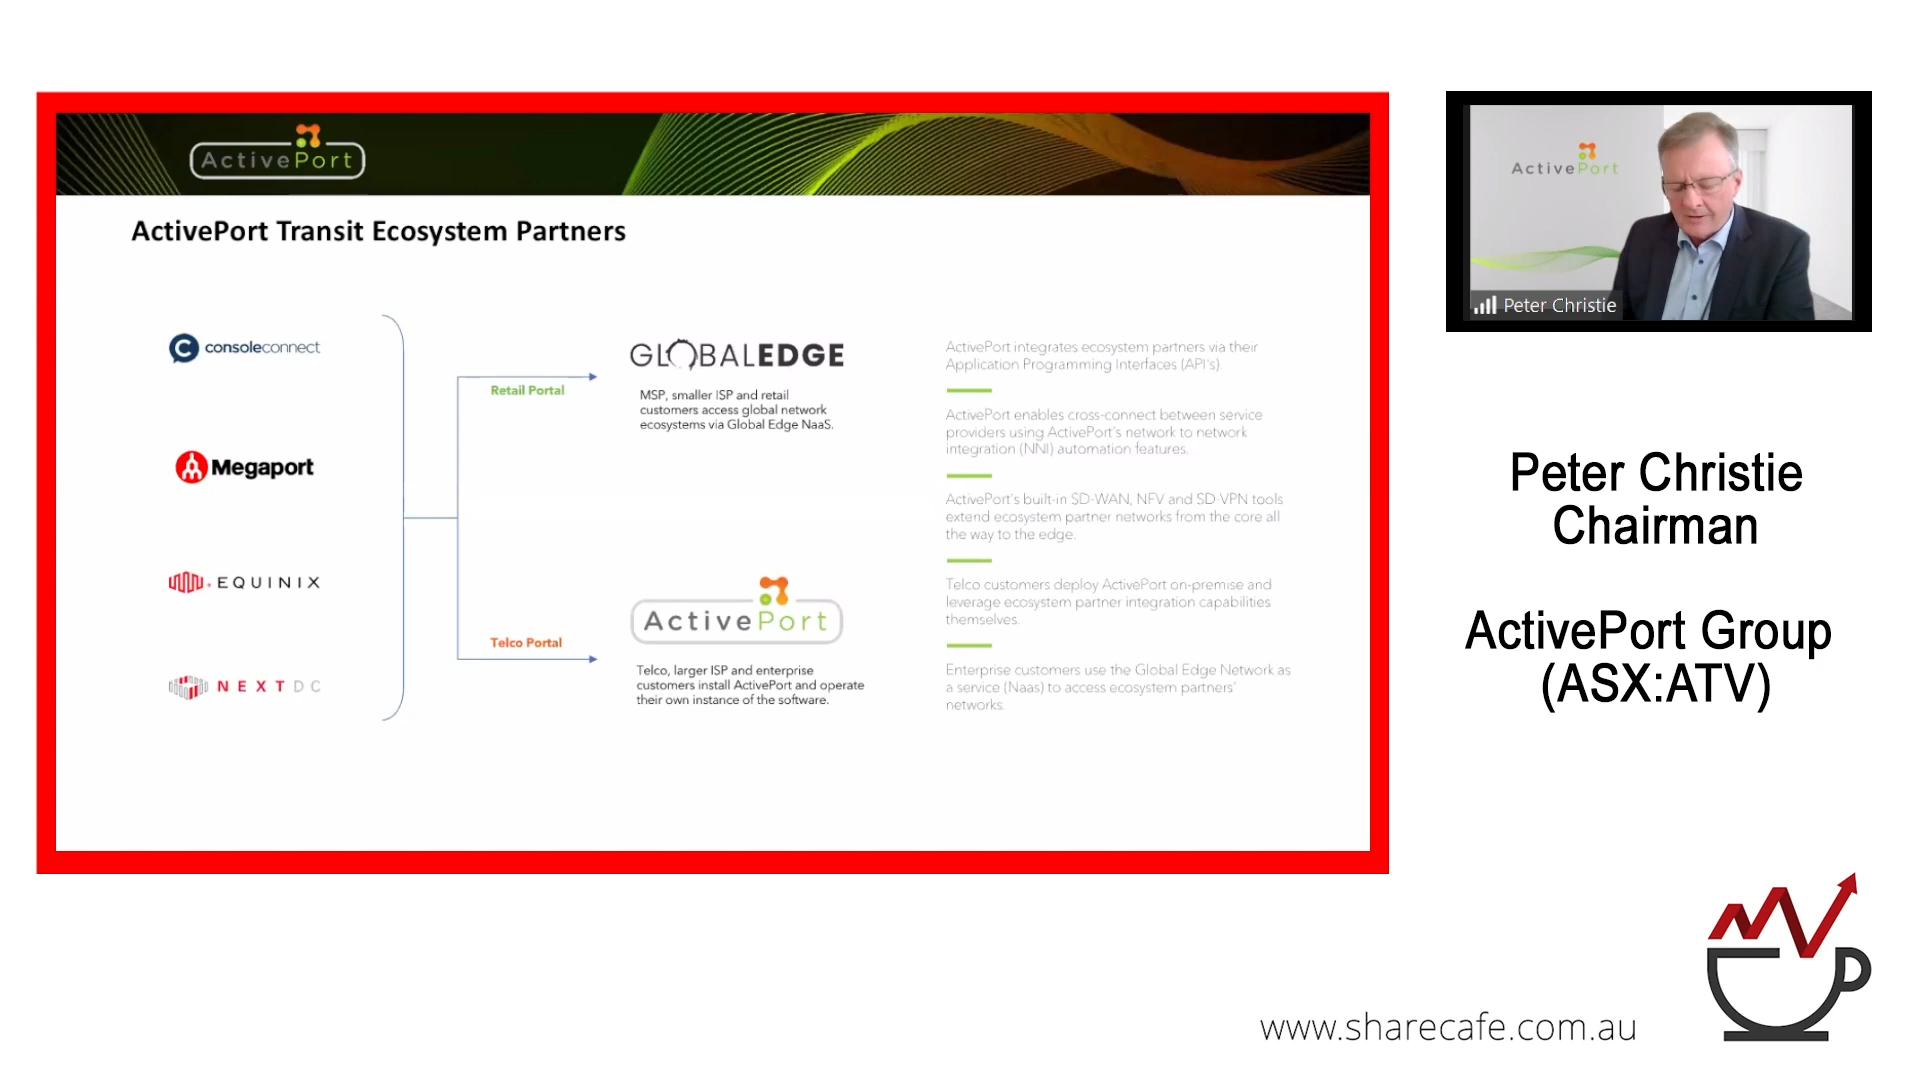 ActivePort
ActivePort Transit Ecosystem Partners
consoleconnect
Megaport
EQUINIX
NEXTDC
Retail Portal
Telco Portal
GLOBALEDGE
MSP, smaller ISP and retail
customers access global network
ecosystems via Global Edge NaaS.
ActivePort
Telco, larger ISP and enterprise
customers install ActivePort and operate
their own instance of the software.
ActivePort integrates ecosystem partners via their
Application Programming Interfaces (API's).
ActivePort enables cross-connect between service
providers using ActivePort's network to network
integration (NNI) automation features.
ActivePort's built-in SD-WAN, NFV and SD-VPN tools
extend ecosystem partner networks from the core all
the way to the edge.
Telco customers deploy ActivePort on-premise and
leverage ecosystem partner integration capabilities
themselves.
Enterprise customers use the Global Edge Network as
a service (Naas) to access ecosystem partners'
networks.
ActivePort
Peter Christie
Peter Christie
Chairman
ActivePort Group
(ASX:ATV)
www.sharecafe.com.au